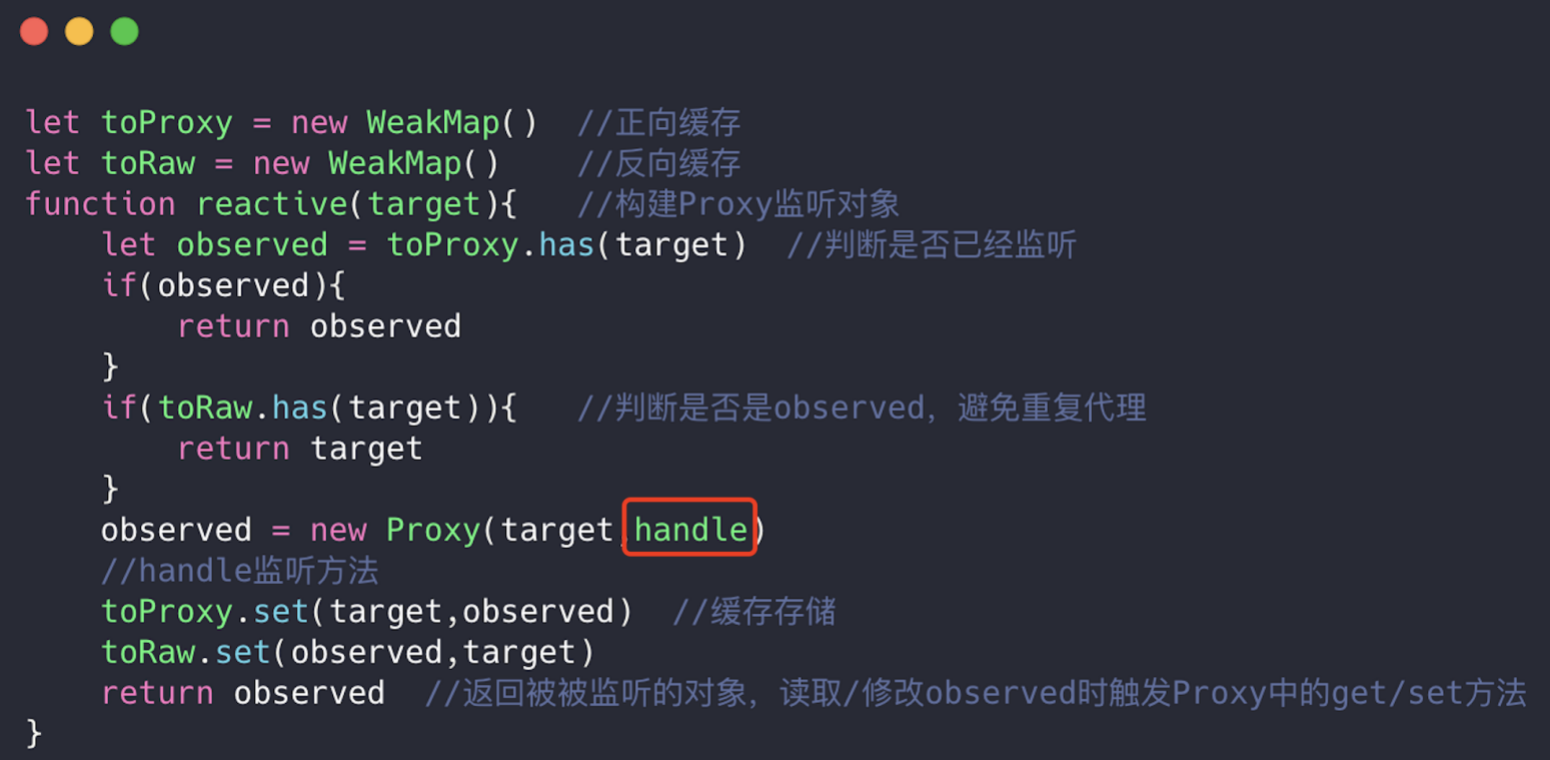 let toProxy = new WeakMap()  //正向缓存
let toRaw = new WeakMap()    //反向缓存
function reactive(target){   //构建Proxy监听对象
    let observed = toProxy.has(target)  //判断是否已经监听
    if(observed){
        return observed
    }
    if(toRaw.has(target)){   //判断是否是observed，避免重复代理
        return target
    }
    observed = new Proxy(target,handle)
    //handle监听方法
    toProxy.set(target,observed)  //缓存存储
    toRaw.set(observed,target)
    return observed  //返回被被监听的对象，读取/修改observed时触发Proxy中的get/set方法
}